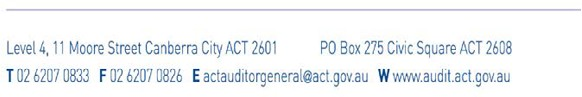 Level 4, 11 Moore Street Canberra City ACT 2601 PO Box 275 Civic Square ACT 2608
T 02 6207 0833 F 02 6207 0826 E actauditorgeneral@act.gov.au W www.audit.act.gov.au